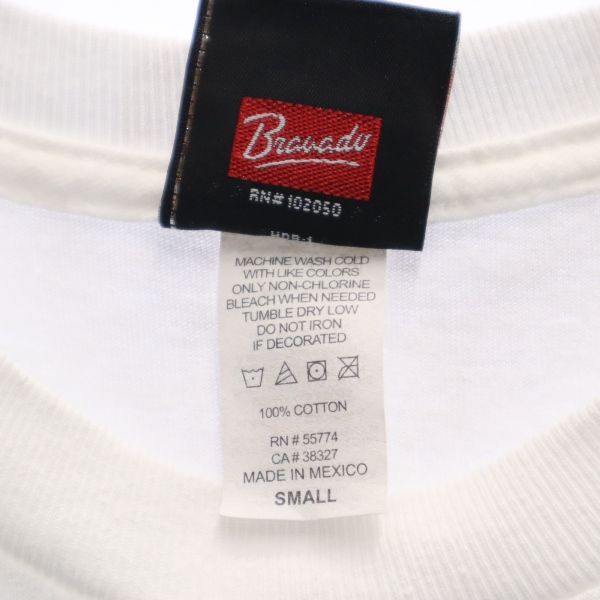 Bravado
RN#102050
MACHINE WASH COLD
WITH LIKE COLORS
ONLY NON-CHLORINE
BLEACH WHEN NEEDED
TUMBLE DRY LOW
DO NOT IRON
IF DECORATED
100% COTTON
RN # 55774
CA # 38327
MADE IN MEXICO
SMALL